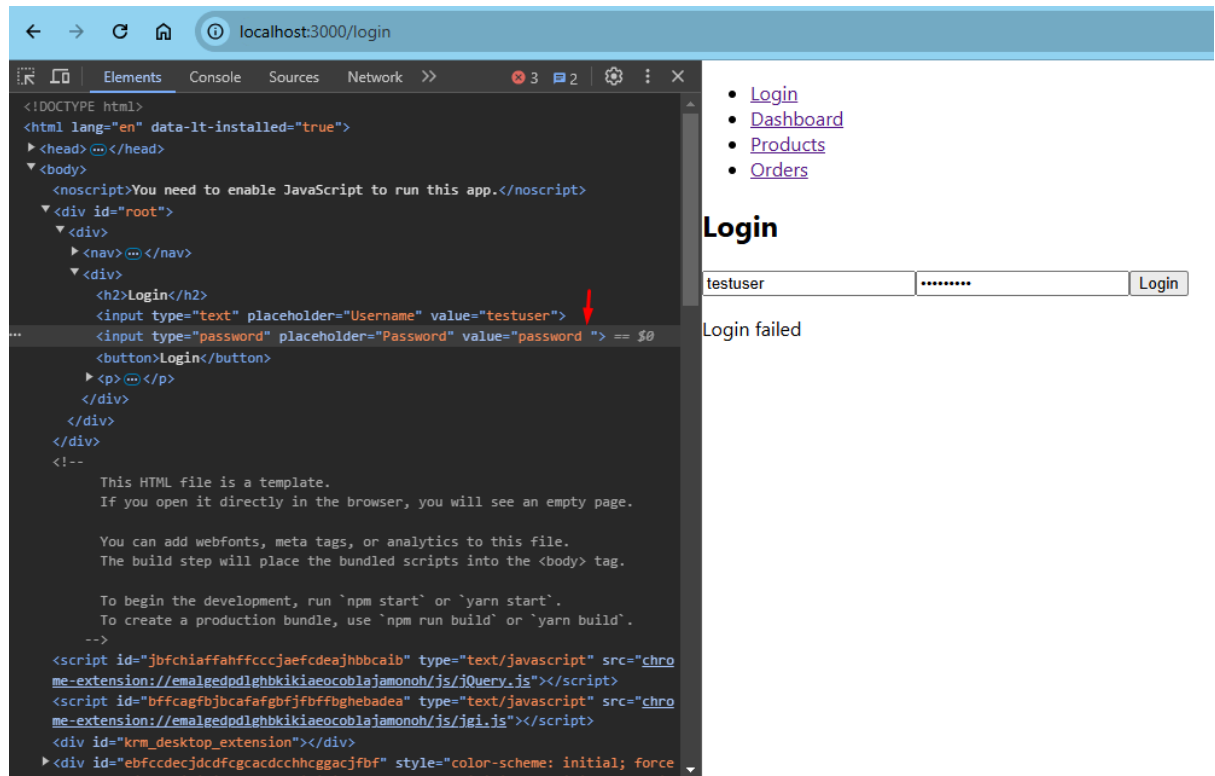 localhost:3000/login
Elements Console Sources Network >> 3 2
<!DOCTYPE html>
<html lang="en" data-lt-installed="true">
<head>…</head>
<body>
<noscript>You need to enable JavaScript to run this app.</noscript>
<div id="root">
<div>
<nav>…</nav>
<div>
<h2>Login</h2>
<input type="text" placeholder="Username" value="testuser">
… <input type="password" placeholder="Password" value="password "> == $0
<button>Login</button>
<p>…</p>
</div>
</div>
</div>
<!--
This HTML file is a template.
If you open it directly in the browser, you will see an empty page.
You can add webfonts, meta tags, or analytics to this file.
The build step will place the bundled scripts into the <body> tag.
To begin the development, run `npm start` or `yarn start`.
To create a production bundle, use `npm run build` or `yarn build`.
-->
<script id="jbfchiaffahffcccjaefcdeajhbbcaib" type="text/javascript" src="chro
me-extension://emalgedpdlghbkikiaeocoblajamonoh/js/jQuery.js"></script>
<script id="bffcagfbjbcafafgbfjfbffbghebadea" type="text/javascript" src="chro
me-extension://emalgedpdlghbkikiaeocoblajamonoh/js/jgi.js"></script>
<div id="krm_desktop_extension"></div>
<div id="ebfccdecjdcdfcgcacdcchhcggacjfbf" style="color-scheme: initial; force
Login
Dashboard
Products
Orders
Login
testuser ••••••••• Login
Login failed